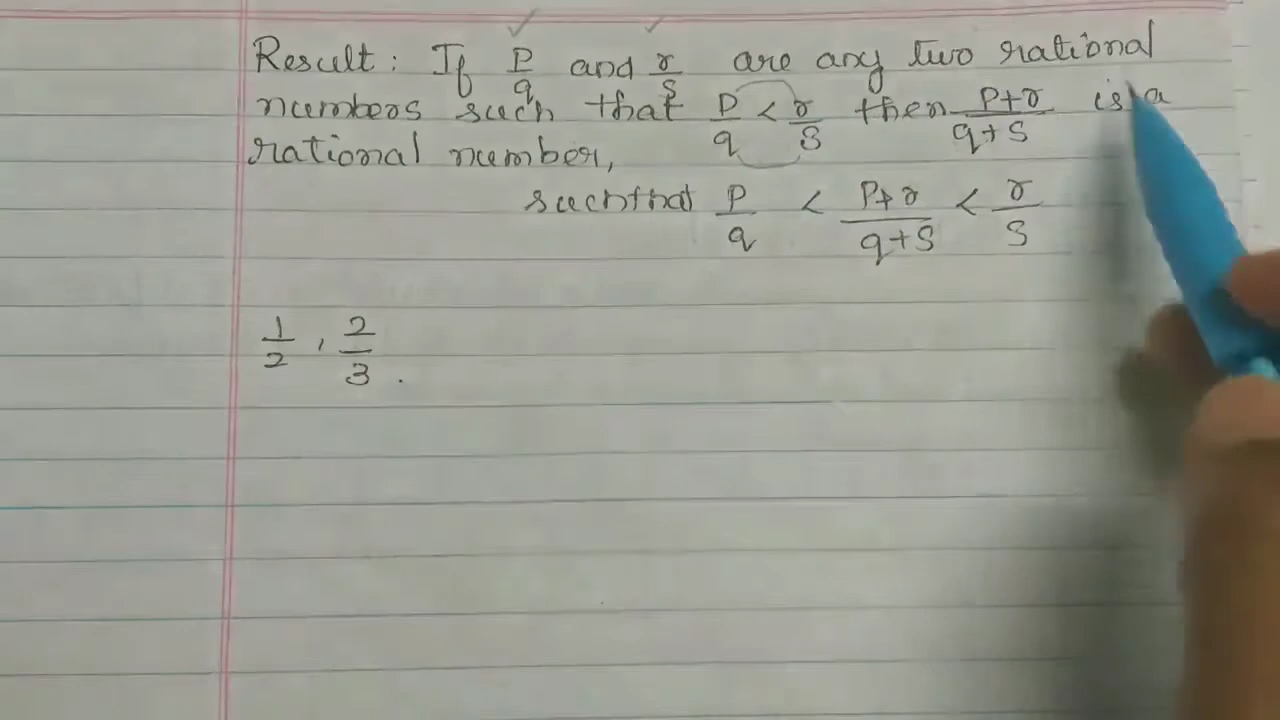 Result: If P/q and r/s are any two rational
numbers such that P/q < r/s then P+r/q+s is a
rational number,
such that P/q < P+r/q+s < r/s
1/2, 2/3.